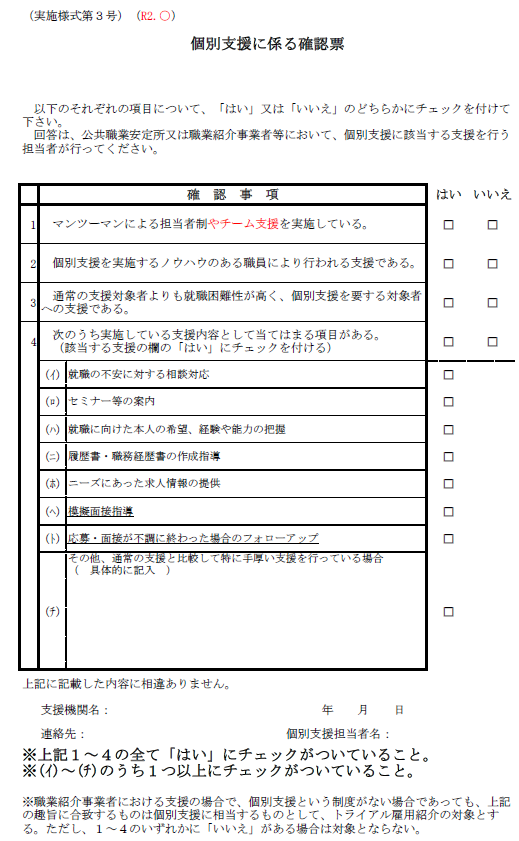 （実施様式第３号）（R2.○）
個別支援に係る確認票
以下のそれぞれの項目について、「はい」又は「いいえ」のどちらかにチェックを付けて
下さい。
回答は、公共職業安定所又は職業紹介事業者等において、個別支援に該当する支援を行う
担当者が行ってください。
確　認　事　項　はい　いいえ
1　マンツーマンによる担当者制やチーム支援を実施している。　□　□
2　個別支援を実施するノウハウのある職員により行われる支援である。　□　□
3　通常の支援対象者よりも就職困難性が高く、個別支援を要する対象者
への支援である。　□　□
4　次のうち実施している支援内容として当てはまる項目がある。
（該当する支援の欄の「はい」にチェックを付ける）　□　□
(ｲ)　就職の不安に対する相談対応　□
(ﾛ)　セミナー等の案内　□
(ﾊ)　就職に向けた本人の希望、経験や能力の把握　□
(ﾆ)　履歴書・職務経歴書の作成指導　□
(ﾎ)　ニーズにあった求人情報の提供　□
(ﾍ)　模擬面接指導　□
(ﾄ)　応募・面接が不調に終わった場合のフォローアップ　□
その他、通常の支援と比較して特に手厚い支援を行っている場合
（　具体的に記入　）
(ﾁ)　□
上記に記載した内容に相違ありません。
支援機関名：　年　月　日
連絡先：　個別支援担当者名：
※上記１～４の全て「はい」にチェックがついていること。
※(ｲ)～(ﾁ)のうち１つ以上にチェックがついていること。
※職業紹介事業者における支援の場合で、個別支援という制度がない場合であっても、上記
の趣旨に合致するものは個別支援に相当するものとして、トライアル雇用紹介の対象とす
る。ただし、１～４のいずれかに「いいえ」がある場合は対象とならない。